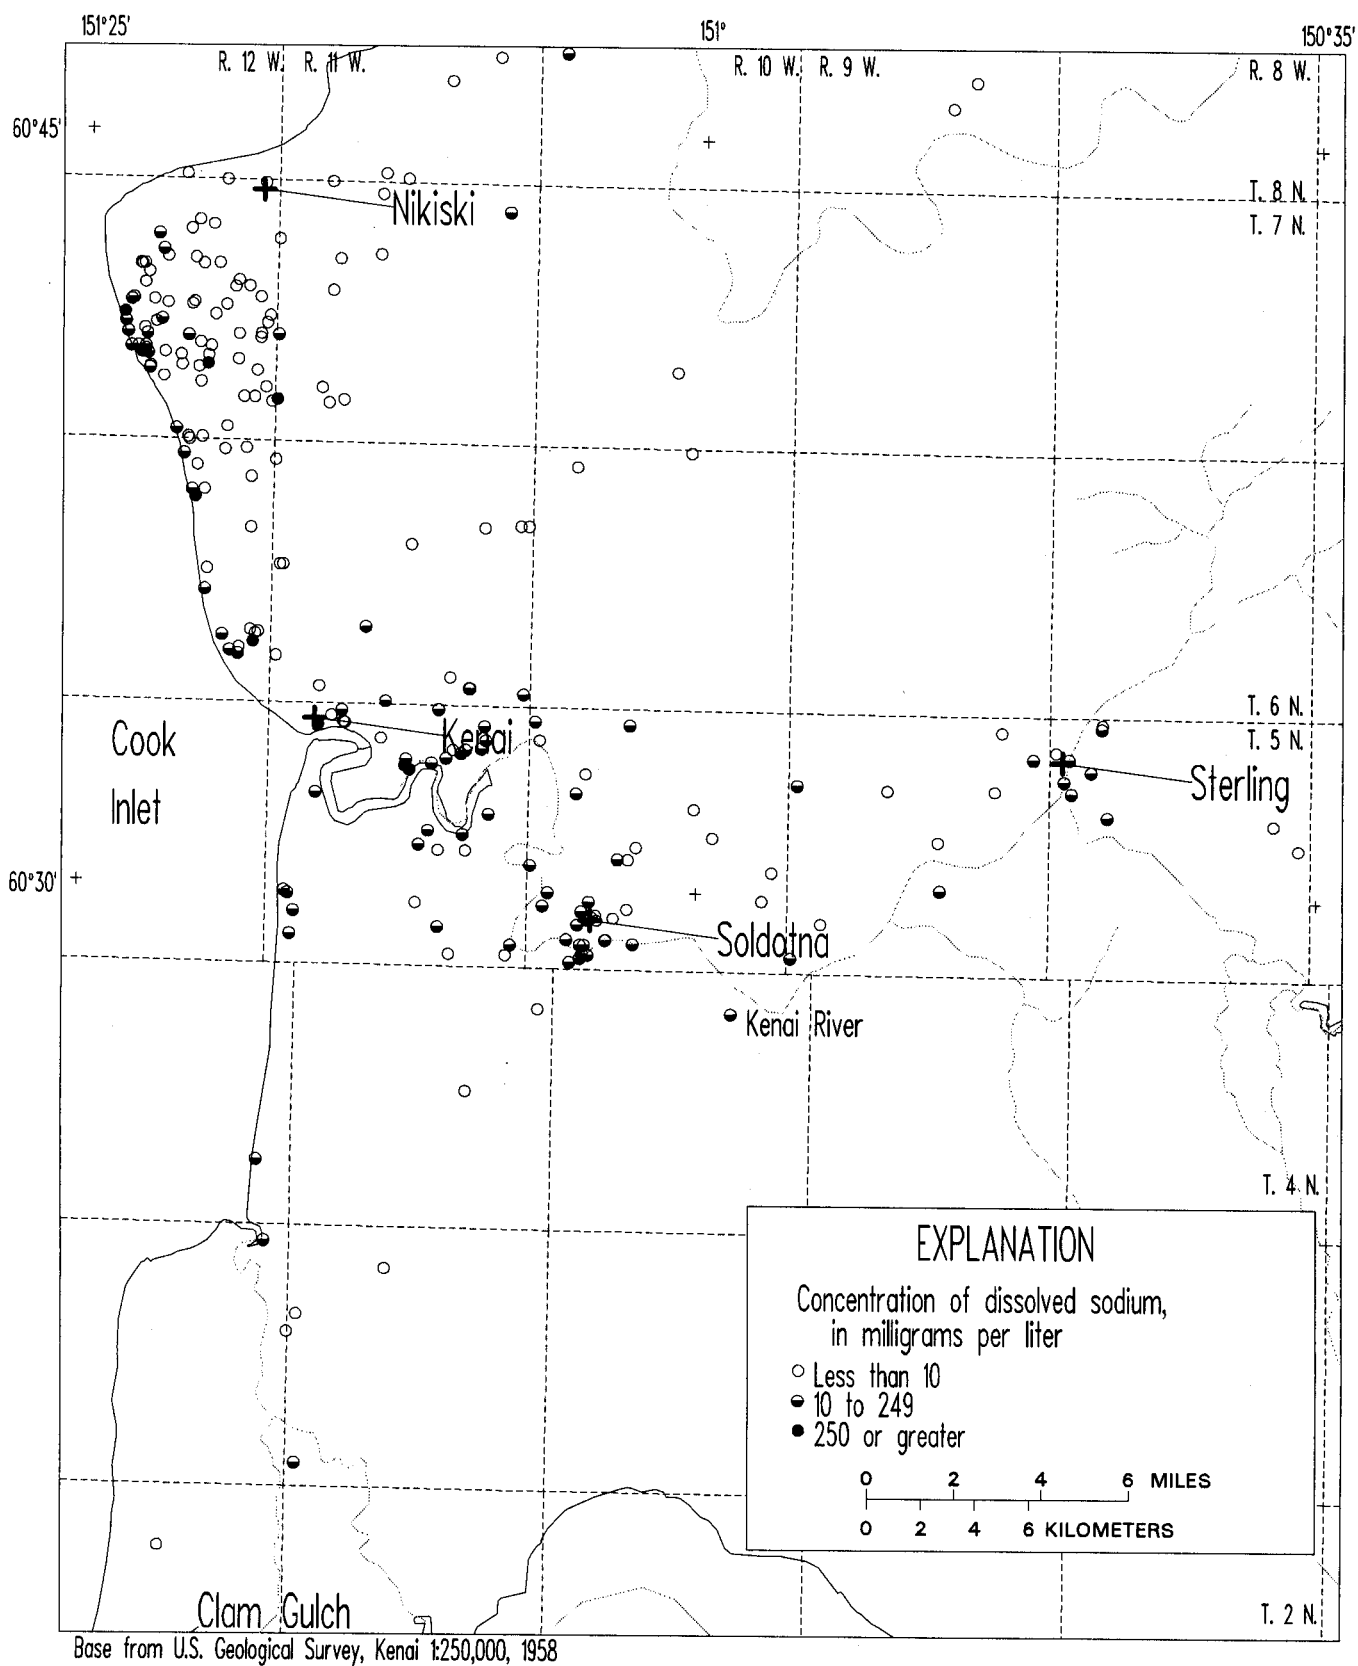 151°25'
151°
150°35'
R. 12 W. R. 11 W.
R. 10 W. R. 9 W.
R. 8 W.
60°45'
T. 8 N.
T. 7 N.
Nikiski
T. 6 N.
T. 5 N.
Cook
Inlet
Kenai
Sterling
60°30'
Soldotna
Kenai River
T. 4 N.
EXPLANATION
Concentration of dissolved sodium,
in milligrams per liter
Less than 10
10 to 249
250 or greater
0 2 4 6 MILES
0 2 4 6 KILOMETERS
Clam Gulch
T. 2 N.
Base from U.S. Geological Survey, Kenai 1:250,000, 1958